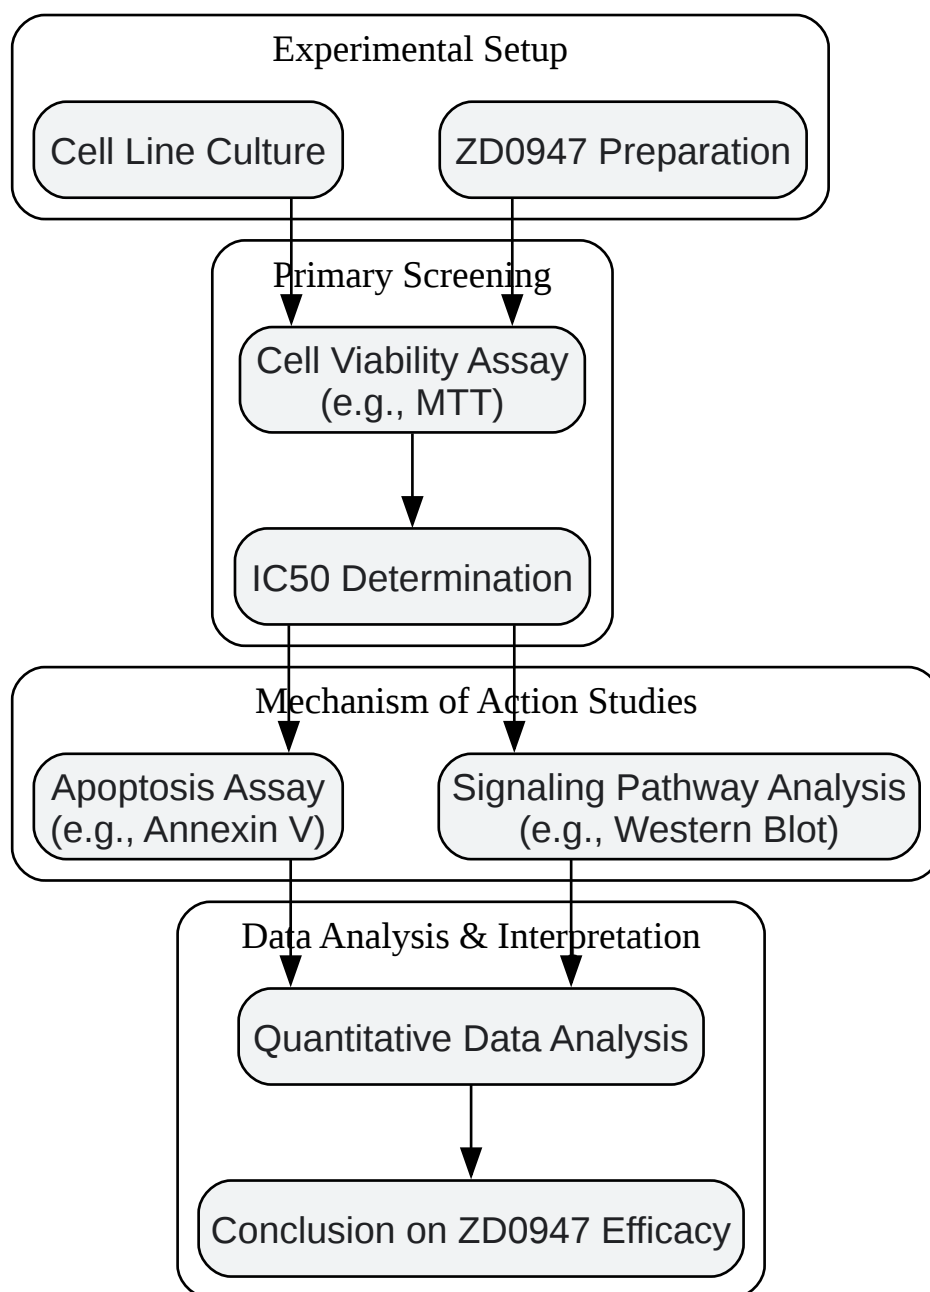 Experimental Setup
Cell Line Culture
ZD0947 Preparation
Primary Screening
Cell Viability Assay
(e.g., MTT)
IC50 Determination
Mechanism of Action Studies
Apoptosis Assay
(e.g., Annexin V)
Signaling Pathway Analysis
(e.g., Western Blot)
Data Analysis & Interpretation
Quantitative Data Analysis
Conclusion on ZD0947 Efficacy